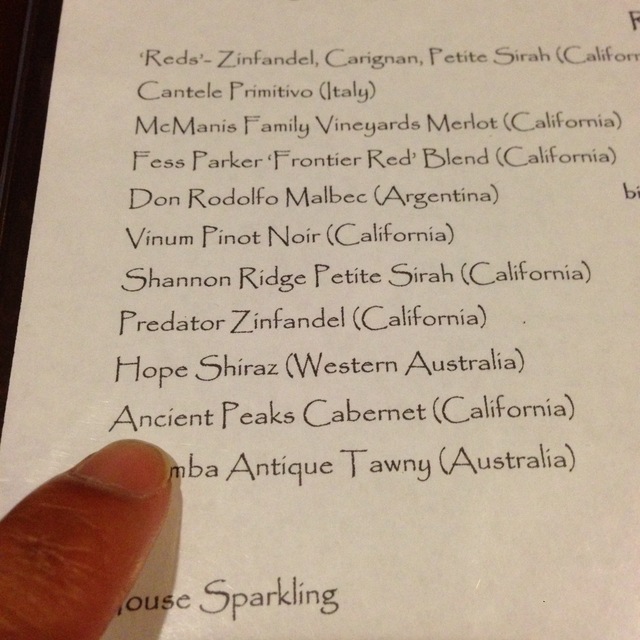 'Reds'- Zinfandel, Carignan, Petite Sirah (Californ
Cantele Primitivo (Italy)
McManis Family Vineyards Merlot (California)
Fess Parker 'Frontier Red' Blend (California)
Don Rodolfo Malbec (Argentina)
Vinum Pinot Noir (California)
Shannon Ridge Petite Sirah (California)
Predator Zinfandel (California)
Hope Shiraz (Western Australia)
Ancient Peaks Cabernet (California)
mba Antique Tawny (Australia)
ouse Sparkling